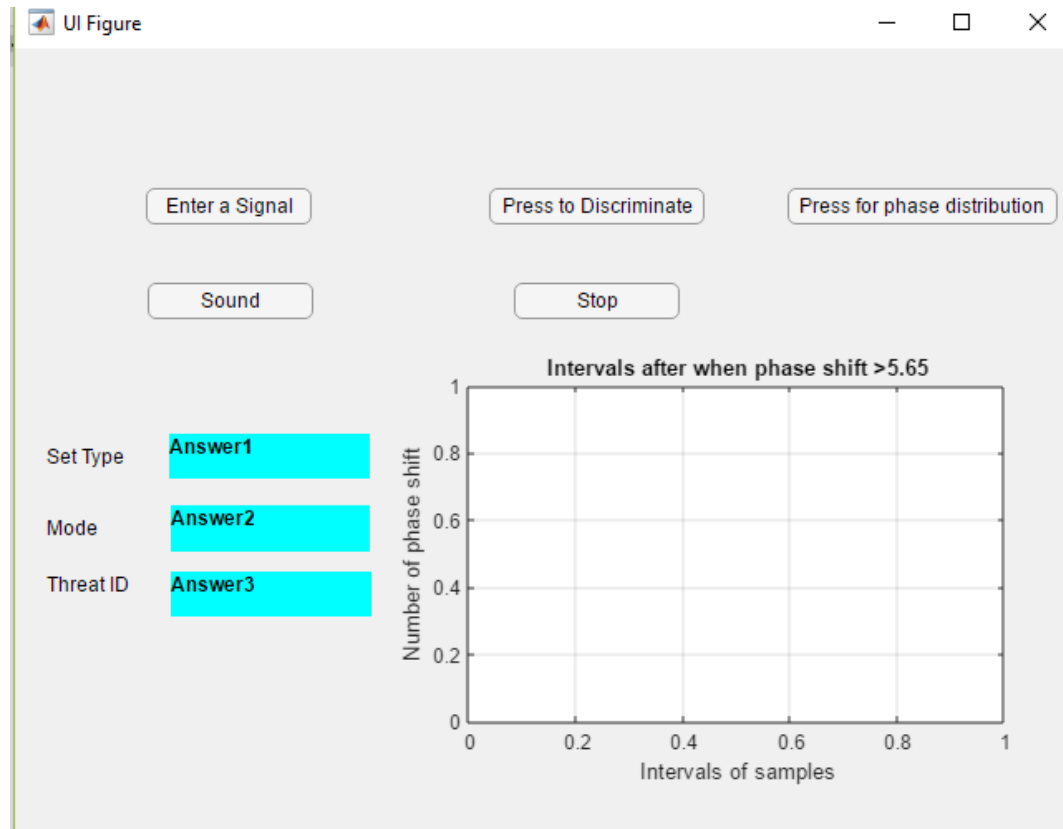 UI Figure
Enter a Signal
Press to Discriminate
Press for phase distribution
Sound
Stop
Set Type
Answer1
Mode
Answer2
Threat ID
Answer3
Intervals after when phase shift >5.65
Number of phase shift
1
0.8
0.6
0.4
0.2
0
0 0.2 0.4 0.6 0.8 1
Intervals of samples